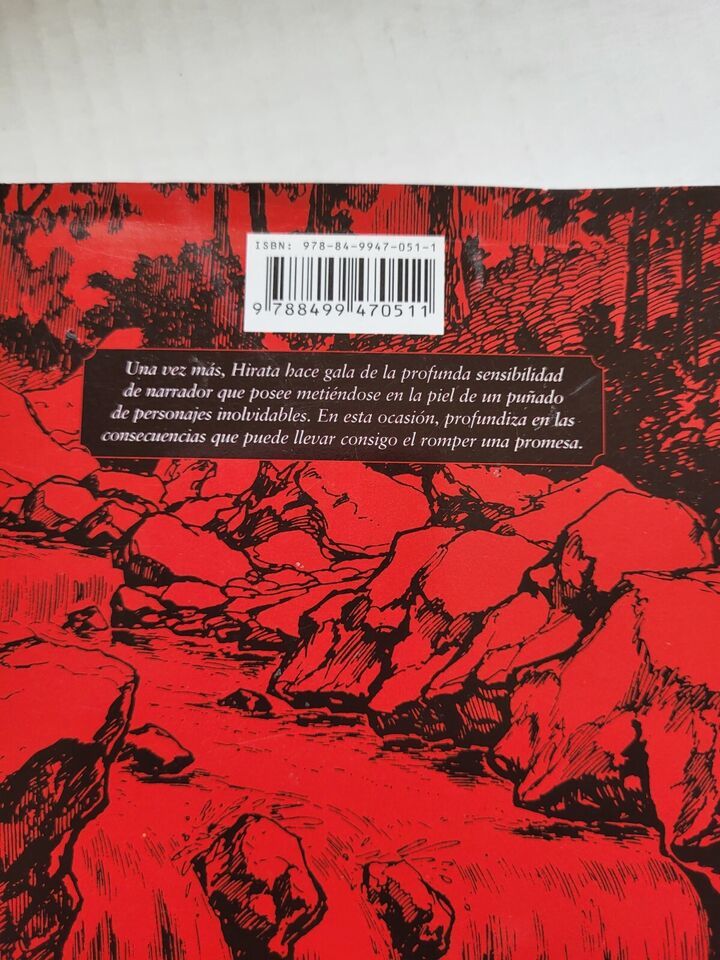 ISBN: 978-84-9947-051-1
9 788499 470511
Una vez más, Hirata hace gala de la profunda sensibilidad
de narrador que posee metiéndose en la piel de un puñado
de personajes inolvidables. En esta ocasión, profundiza en las
consecuencias que puede llevar consigo el romper una promesa.